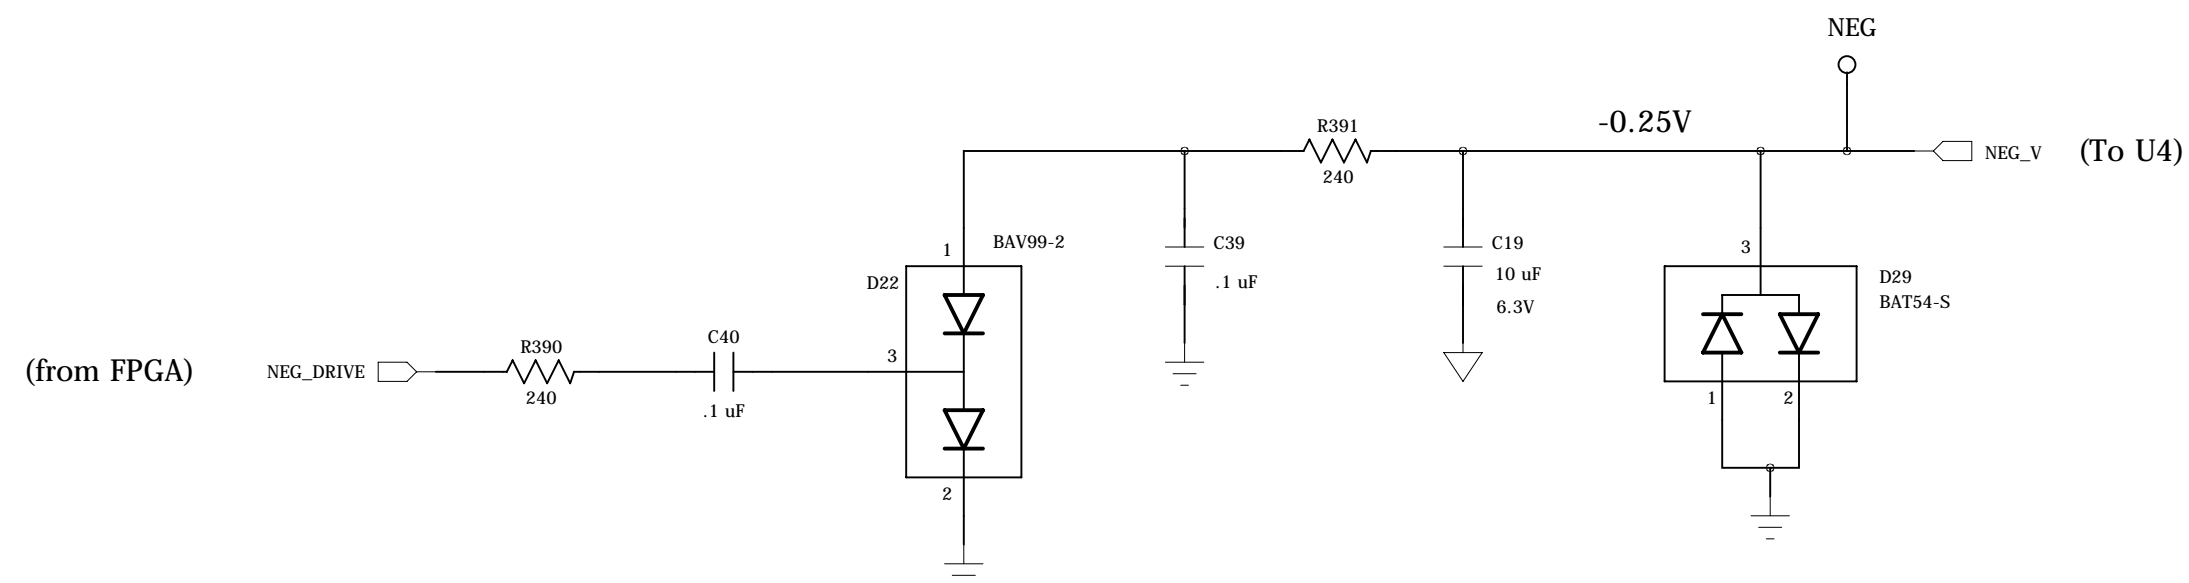 NEG
-0.25V
R391
240
NEG_V
(To U4)
1
BAV99-2
D22
C39
.1 uF
C19
10 uF
6.3V
3
D29
BAT54-S
1
2
(from FPGA)
NEG_DRIVE
R390
240
C40
.1 uF
3
2